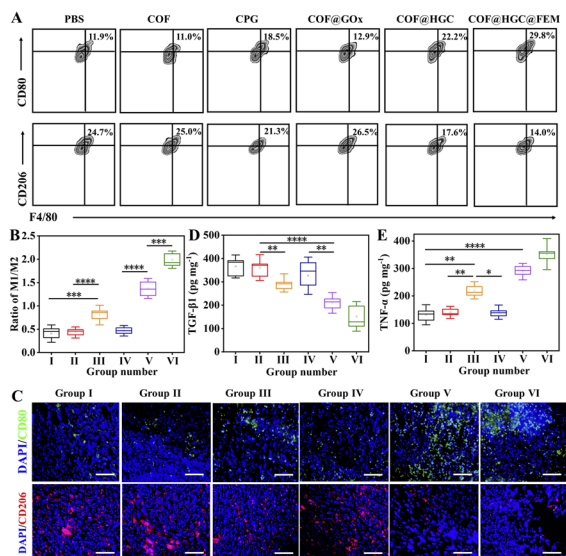 A
PBS COF CPG COF@GOx COF@HGC COF@HGC@FEM
CD80
11.9% 11.0% 18.5% 12.9% 22.2% 29.8%
CD206
24.7% 25.0% 21.3% 26.5% 17.6% 14.0%
F4/80
B
Ratio of M1/M2
2.5
2.0
1.5
1.0
0.5
0.0
*** **** **** ***
I II III IV V VI
Group number
D
TGF-β1 (pg mg⁻¹)
500
400
300
200
100
**** ** **
I II III IV V VI
Group number
E
TNF-α (pg mg⁻¹)
400
300
200
100
**** ** ** *
I II III IV V VI
Group number
C
Group I Group II Group III Group IV Group V Group VI
DAPI/CD80
DAPI/CD206